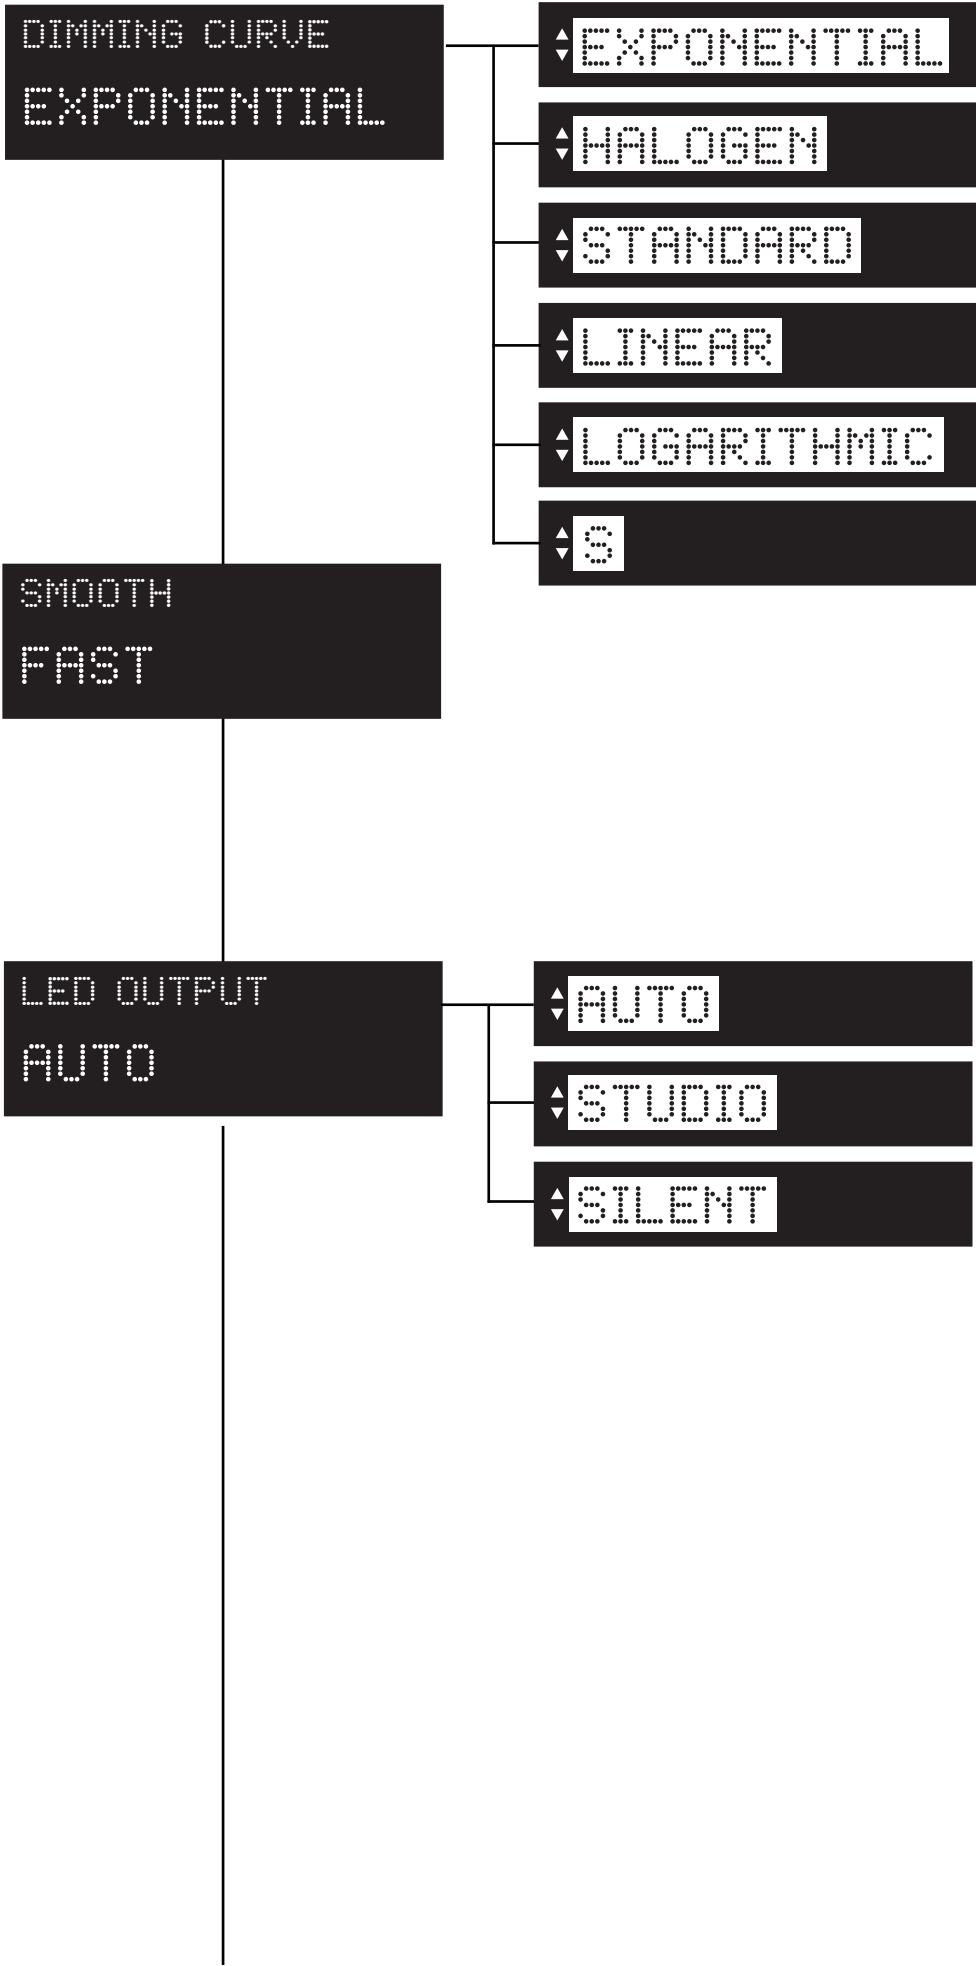 DIMMING CURVE
EXPONENTIAL
EXPONENTIAL
HALOGEN
STANDARD
LINEAR
LOGARITHMIC
S
SMOOTH
FAST
LED OUTPUT
AUTO
AUTO
STUDIO
SILENT